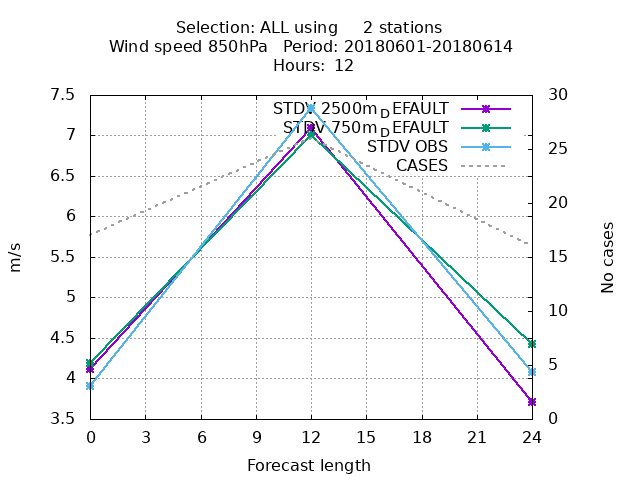 Selection: ALL using 2 stations
Wind speed 850hPa Period: 20180601-20180614
Hours: 12
7.5
7
6.5
6
5.5
5
4.5
4
3.5
m/s
STDV 2500m_DEFAULT
STDV 750m_DEFAULT
STDV OBS
CASES
30
25
20
15
10
5
0
No cases
0 3 6 9 12 15 18 21 24
Forecast length